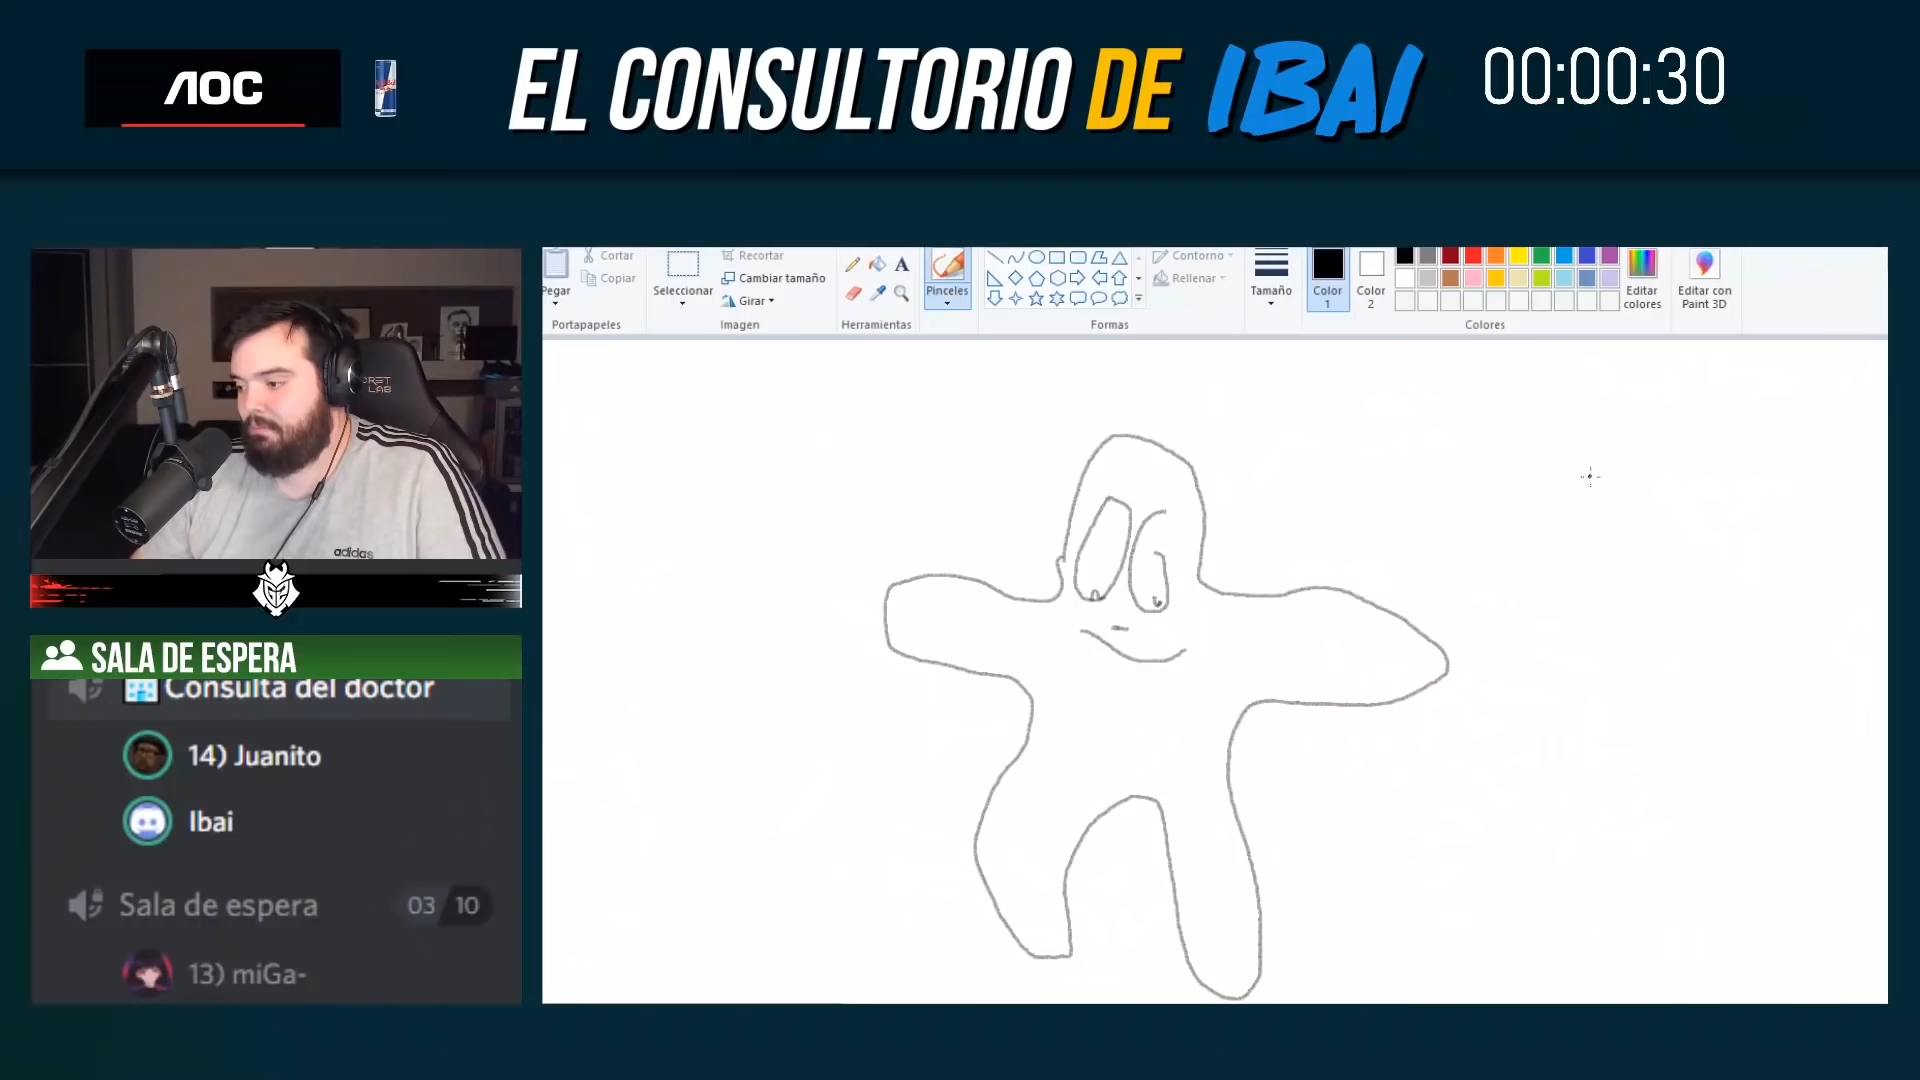 AOC
EL CONSULTORIO DE IBAI
00:00:30
Cortar
Copiar
Pegar
Portapapeles
Seleccionar
Recortar
Cambiar tamaño
Girar
Imagen
A
Herramientas
Pinceles
Contorno
Rellenar
Formas
Tamaño
Color
1
Color
2
Colores
Editar
colores
Editar con
Paint 3D
adidas
SALA DE ESPERA
Consulta del doctor
14) Juanito
Ibai
Sala de espera 03 10
13) miGa-